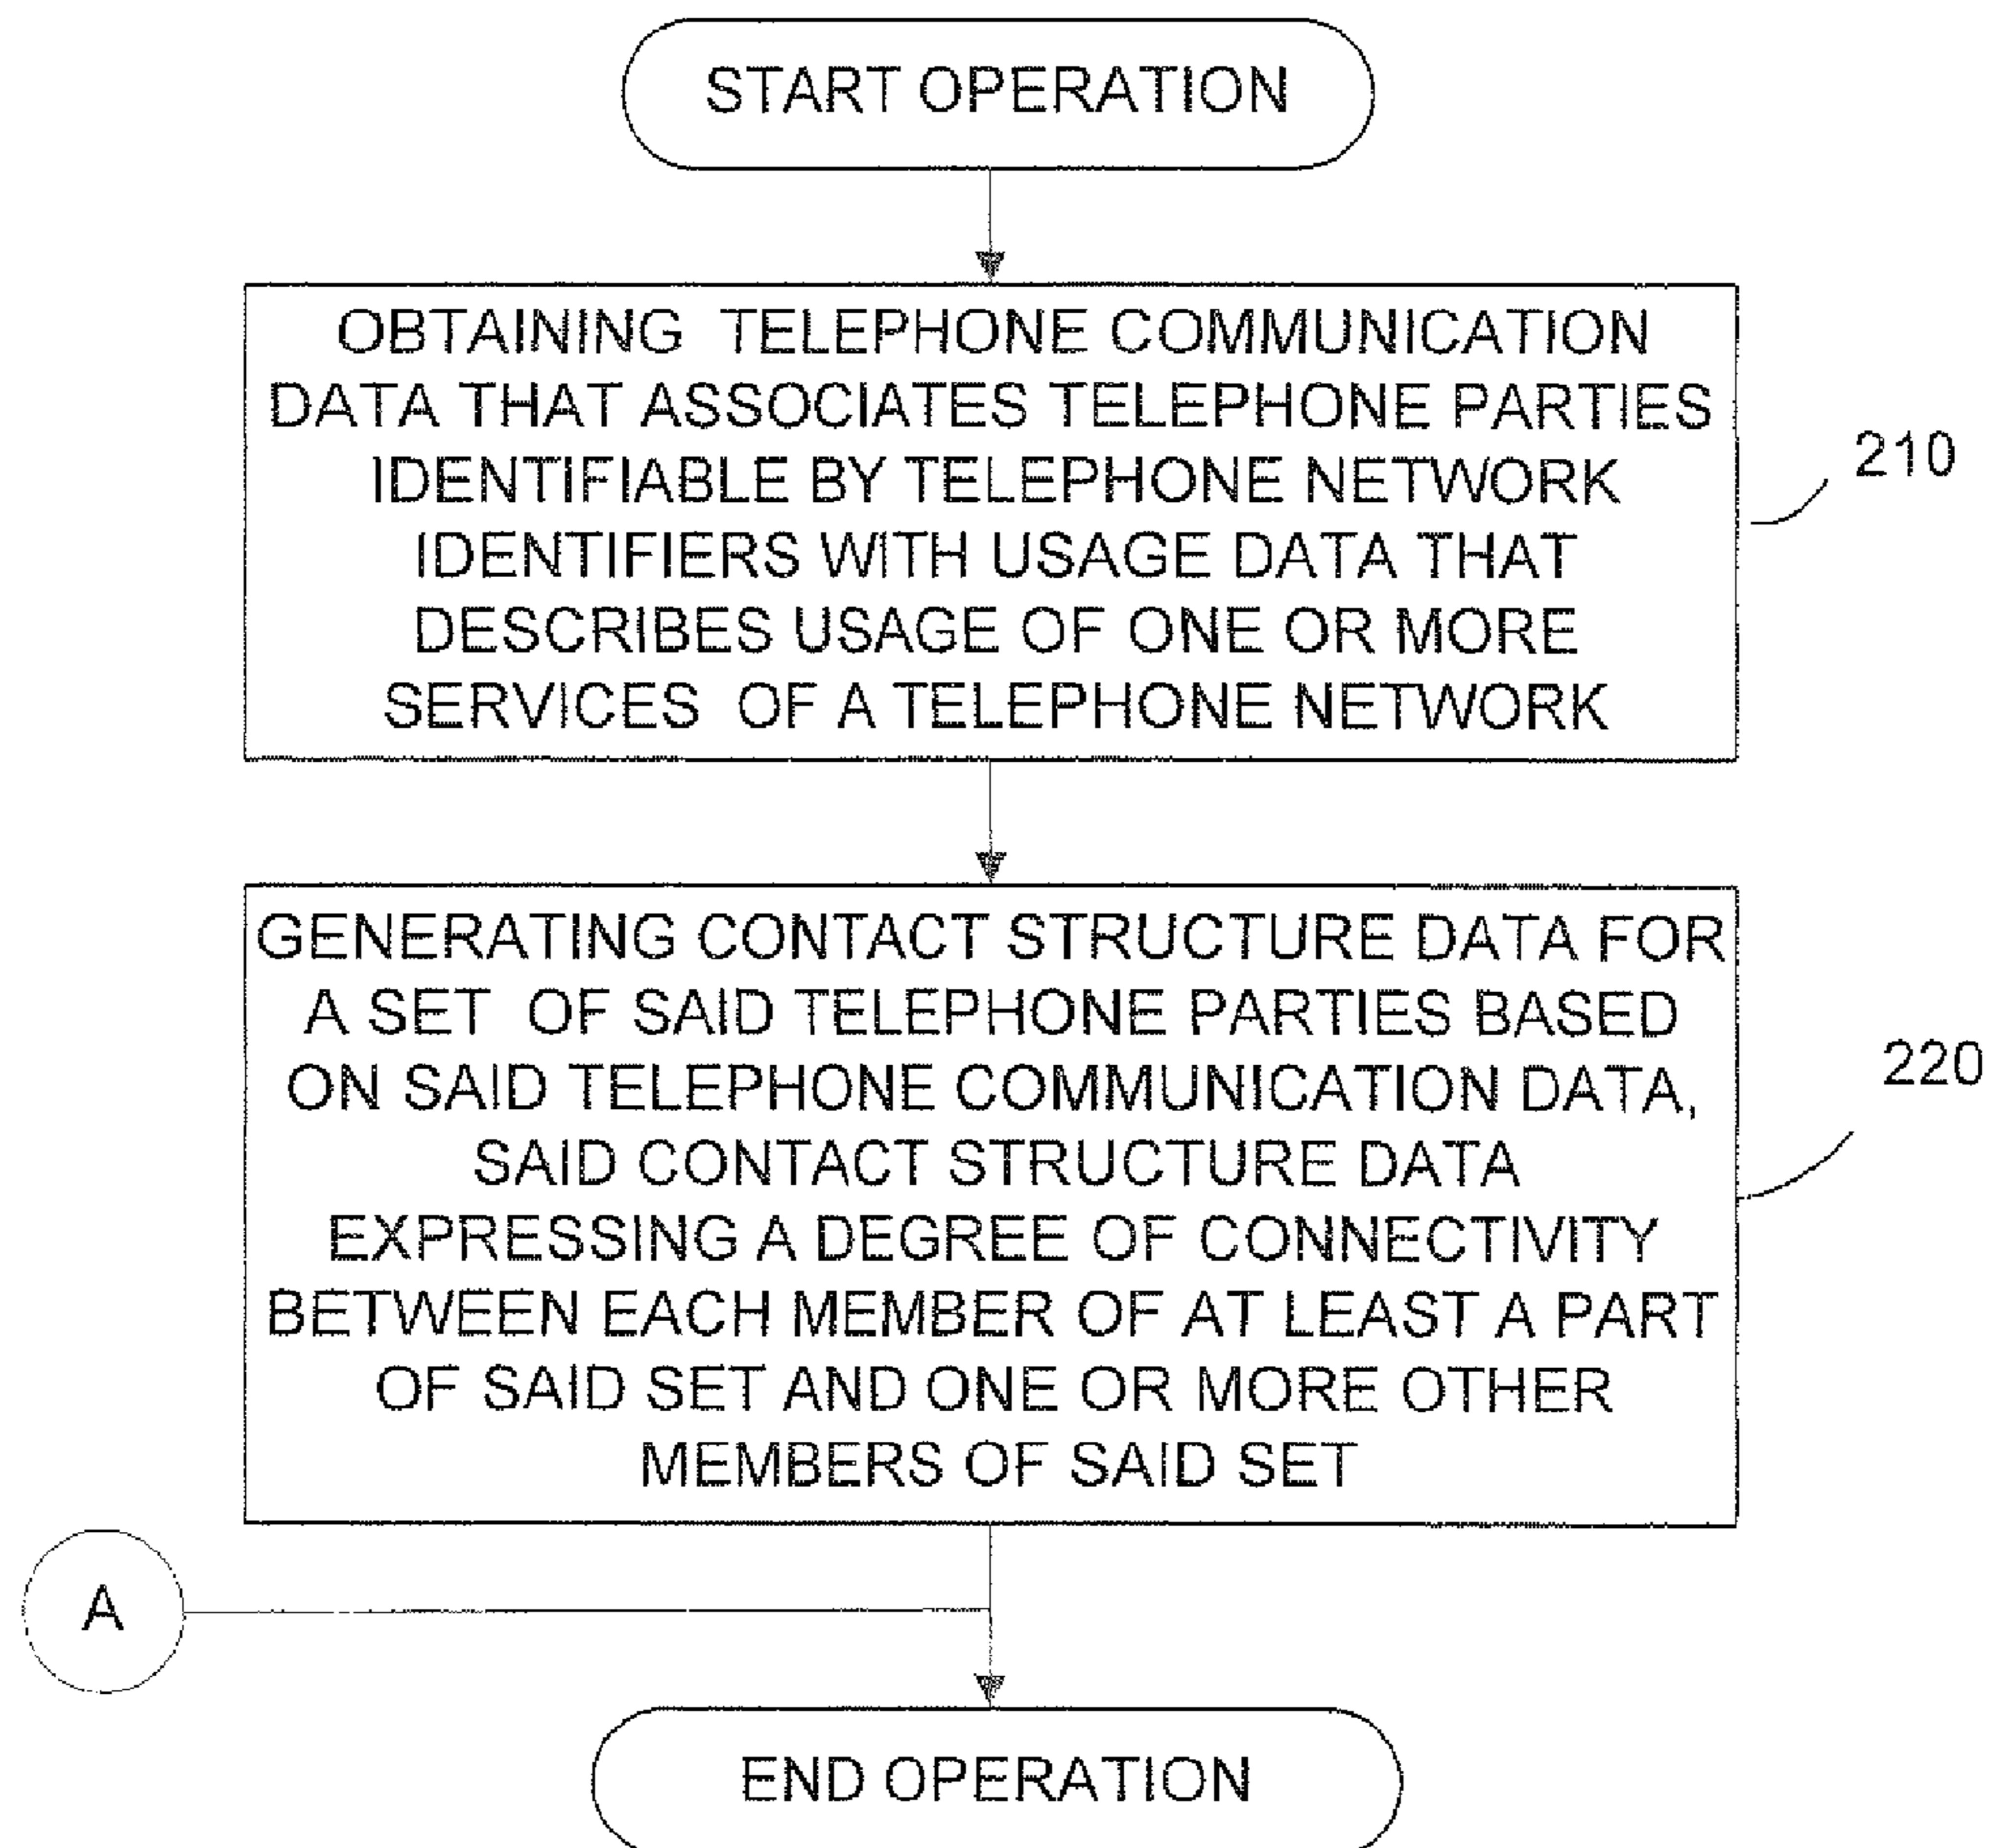 START OPERATION
OBTAINING TELEPHONE COMMUNICATION
DATA THAT ASSOCIATES TELEPHONE PARTIES
IDENTIFIABLE BY TELEPHONE NETWORK
IDENTIFIERS WITH USAGE DATA THAT
DESCRIBES USAGE OF ONE OR MORE
SERVICES OF A TELEPHONE NETWORK
210
GENERATING CONTACT STRUCTURE DATA FOR
A SET OF SAID TELEPHONE PARTIES BASED
ON SAID TELEPHONE COMMUNICATION DATA,
SAID CONTACT STRUCTURE DATA
EXPRESSING A DEGREE OF CONNECTIVITY
BETWEEN EACH MEMBER OF AT LEAST A PART
OF SAID SET AND ONE OR MORE OTHER
MEMBERS OF SAID SET
220
A
END OPERATION